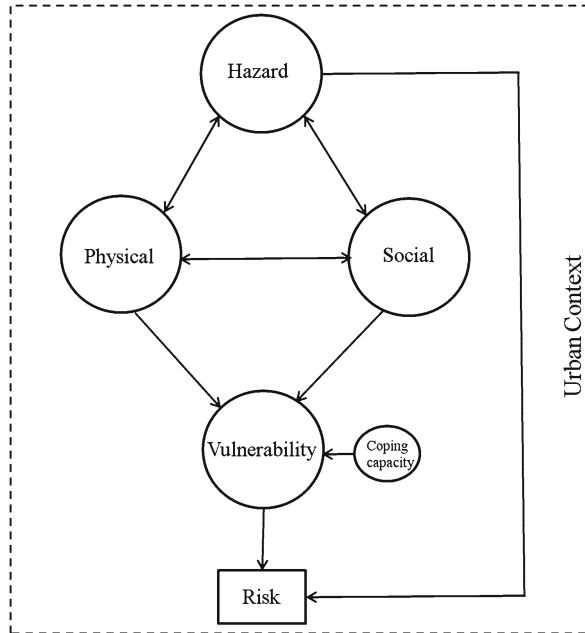 Hazard
Physical
Social
Urban Context
Vulnerability
Coping
capacity
Risk